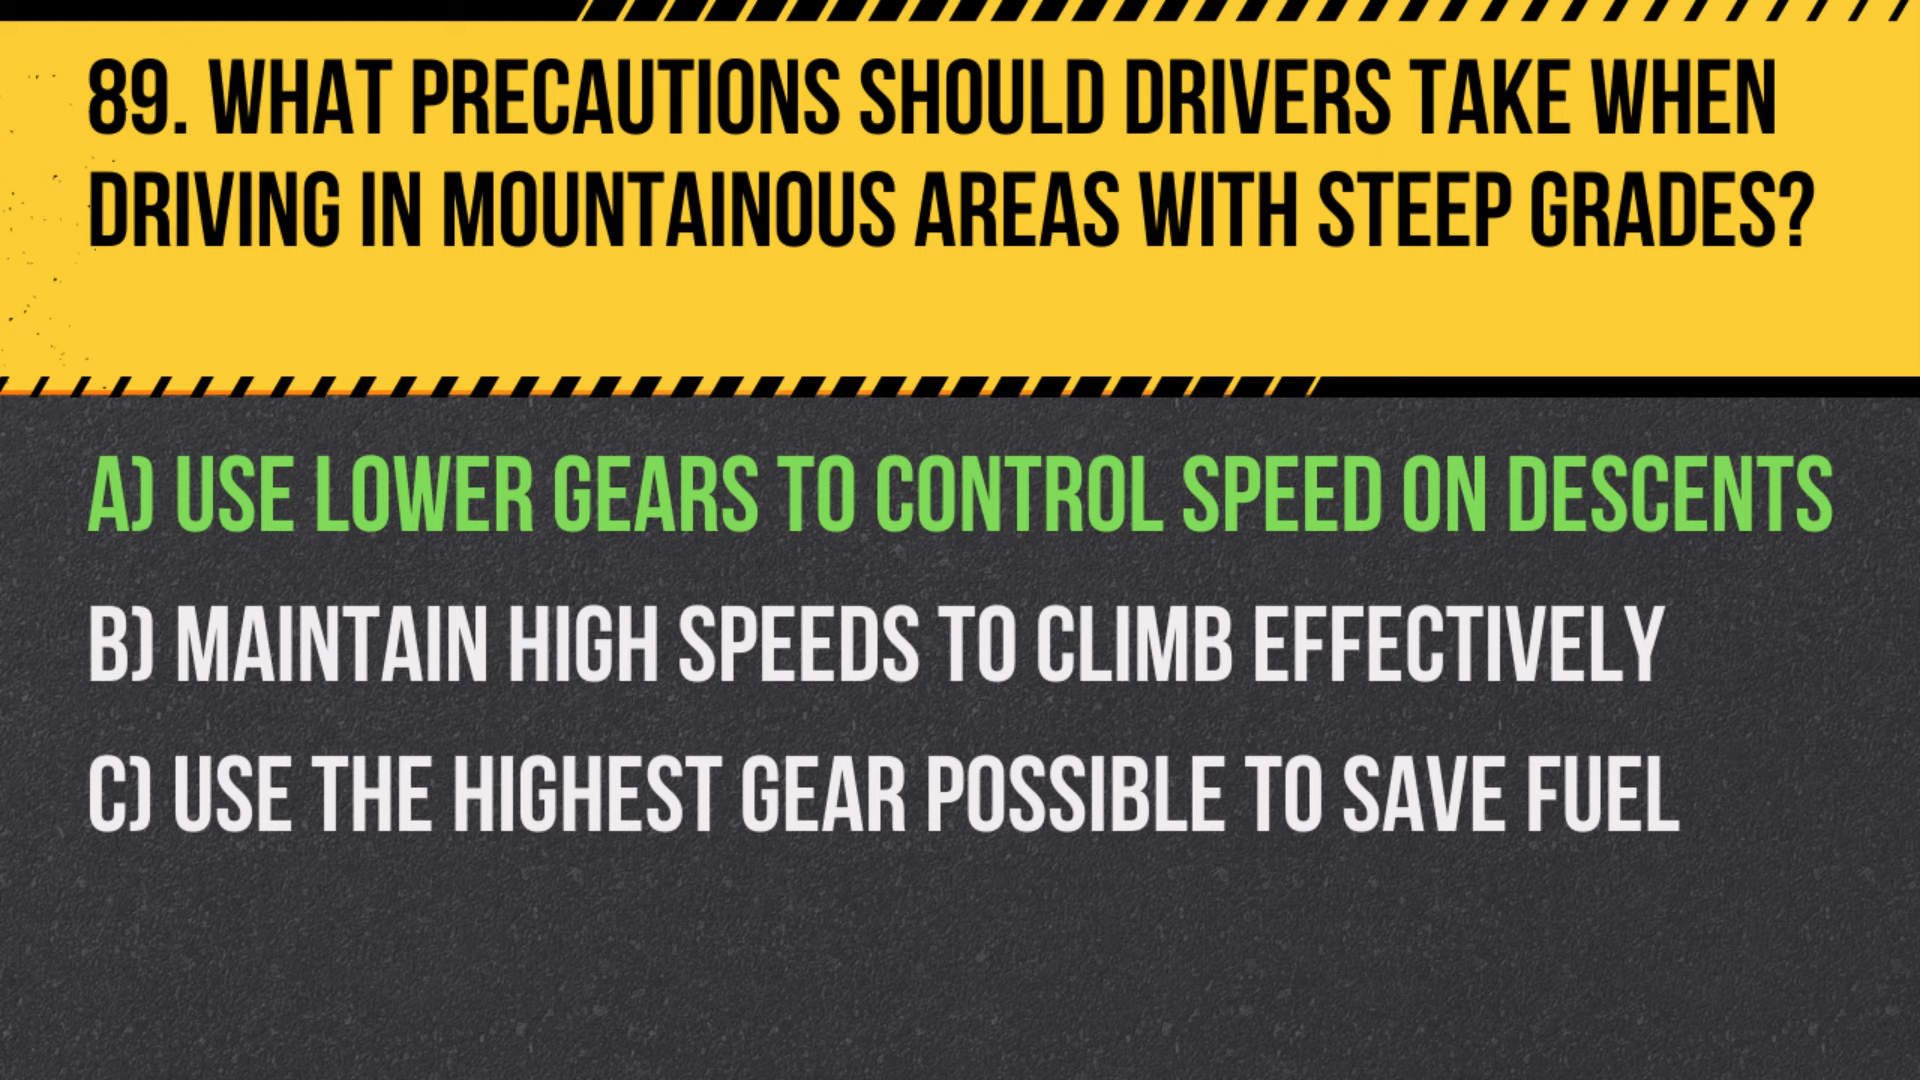 89. WHAT PRECAUTIONS SHOULD DRIVERS TAKE WHEN
DRIVING IN MOUNTAINOUS AREAS WITH STEEP GRADES?
A) USE LOWER GEARS TO CONTROL SPEED ON DESCENTS
B) MAINTAIN HIGH SPEEDS TO CLIMB EFFECTIVELY
C) USE THE HIGHEST GEAR POSSIBLE TO SAVE FUEL